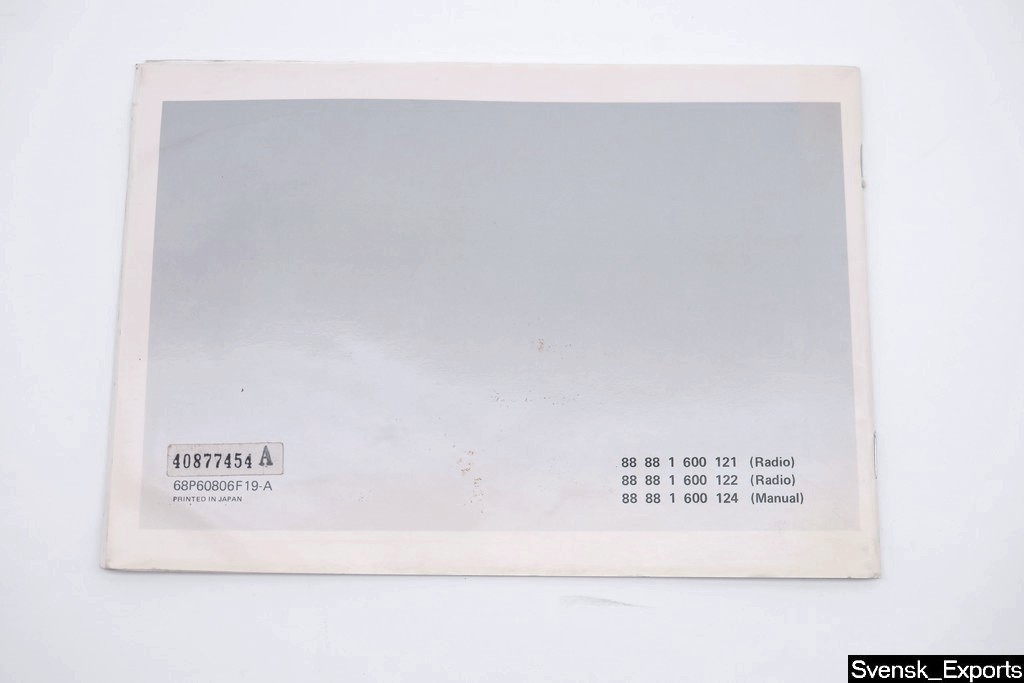 40877454 A
68P60806F19-A
PRINTED IN JAPAN
88 88 1 600 121 (Radio)
88 88 1 600 122 (Radio)
88 88 1 600 124 (Manual)
Svensk_Exports